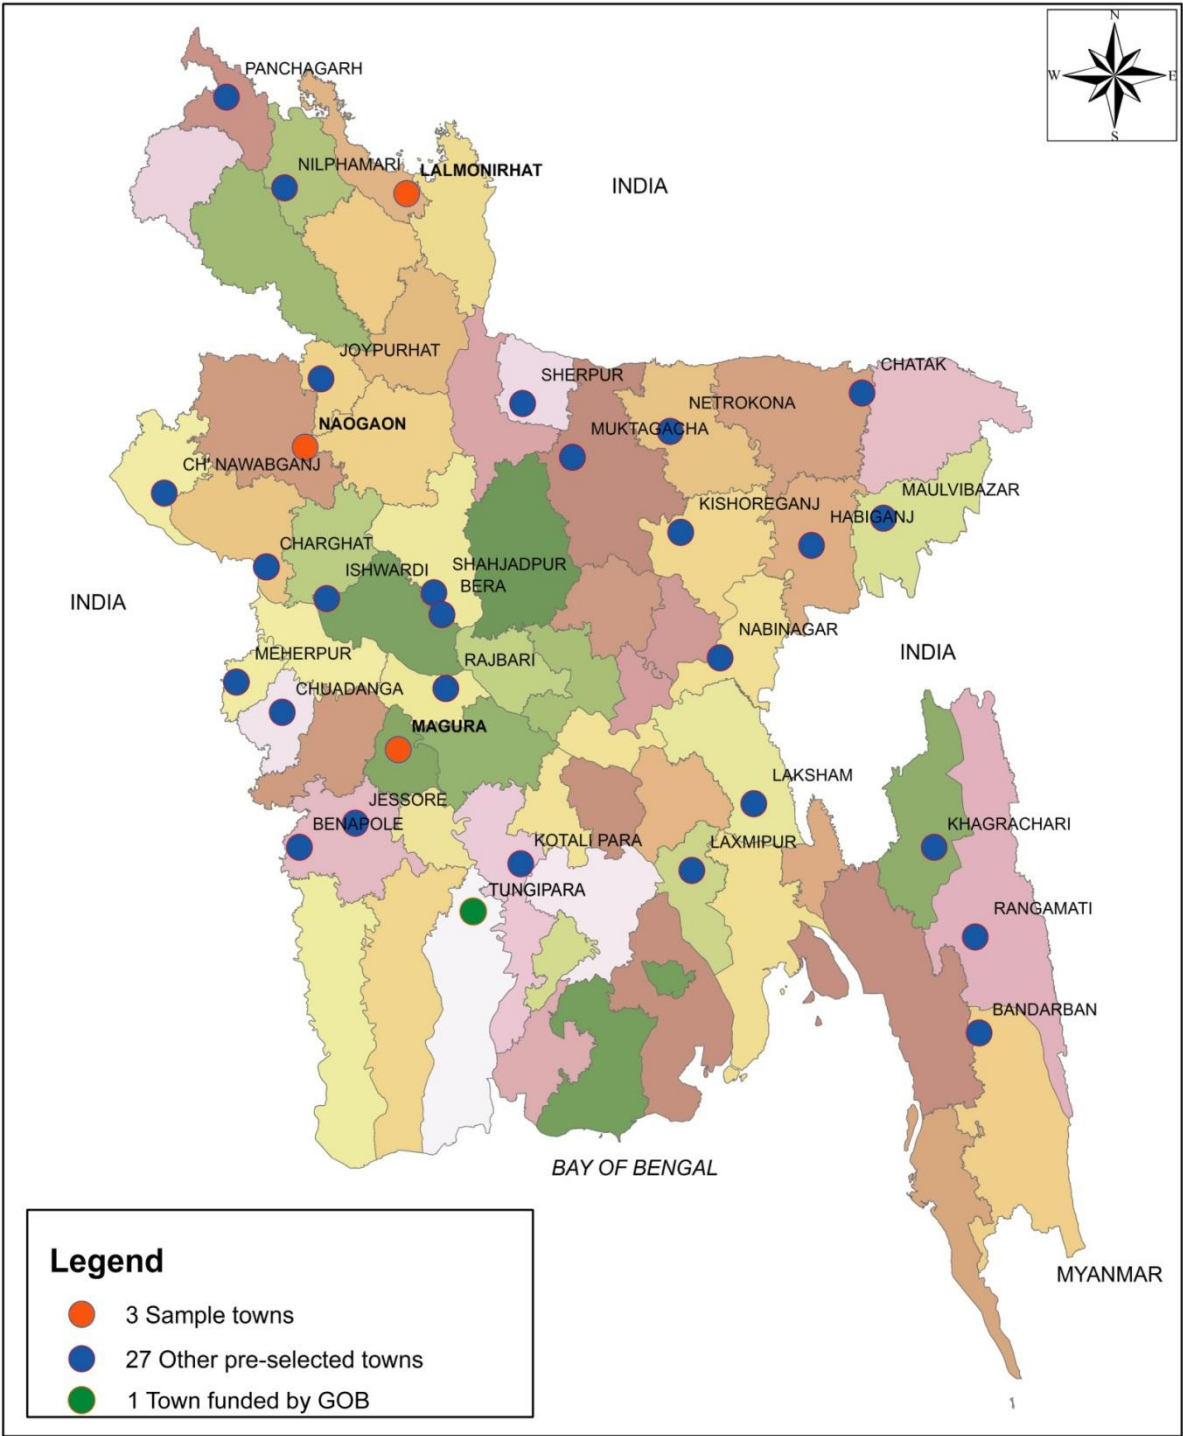 N
W
E
S
PANCHAGARH
NILPHAMARI
LALMONIRHAT
INDIA
JOYPURHAT
SHERPUR
CHATAK
NETROKONA
NAOGAON
MUKTAGACHA
CH' NAWABGANJ
MAULVIBAZAR
KISHOREGANJ
HABIGANJ
CHARGHAT
ISHWARDI
SHAHJADPUR
BERA
INDIA
NABINAGAR
MEHERPUR
RAJBARI
INDIA
CHUADANGA
MAGURA
LAKSHAM
JESSORE
BENAPOLE
KHAGRACHARI
KOTALI PARA
LAXMIPUR
TUNGIPARA
RANGAMATI
BANDARBAN
BAY OF BENGAL
MYANMAR
Legend
3 Sample towns
27 Other pre-selected towns
1 Town funded by GOB